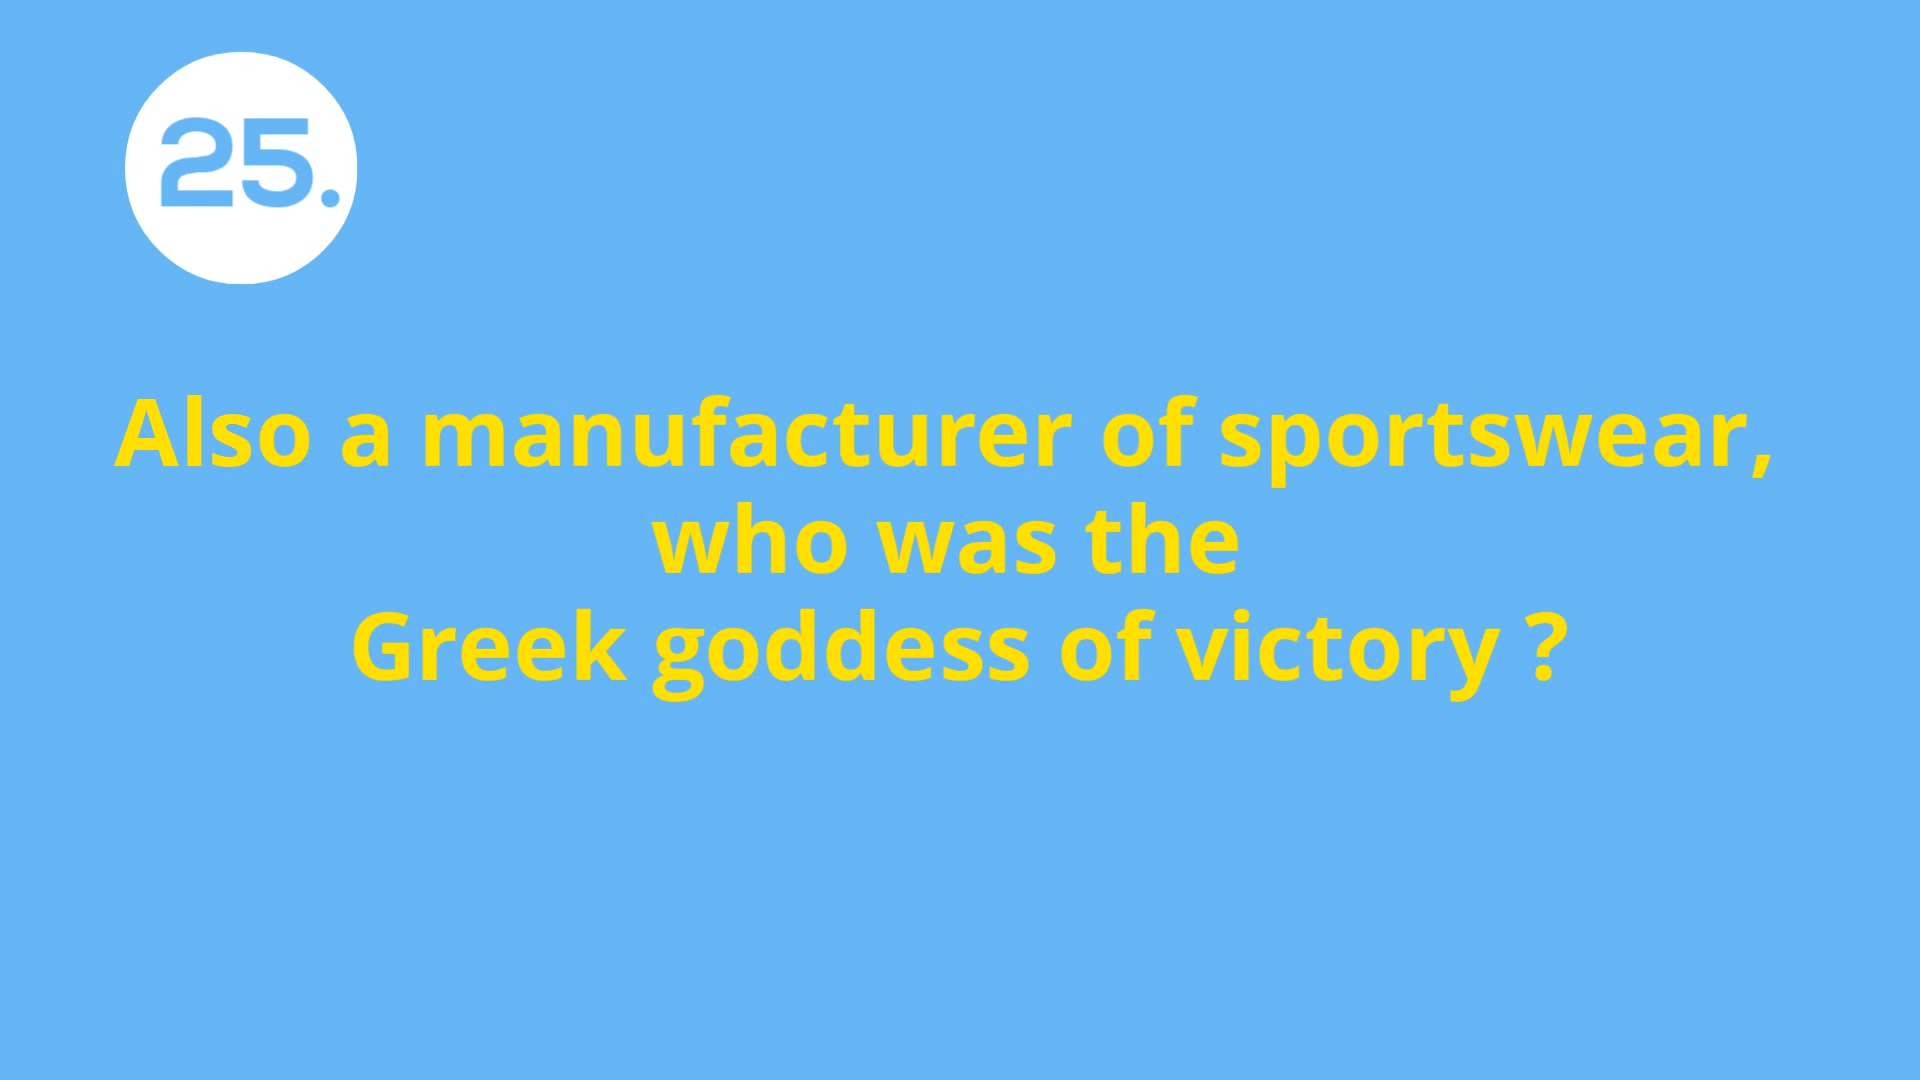 25.
Also a manufacturer of sportswear,
who was the
Greek goddess of victory ?